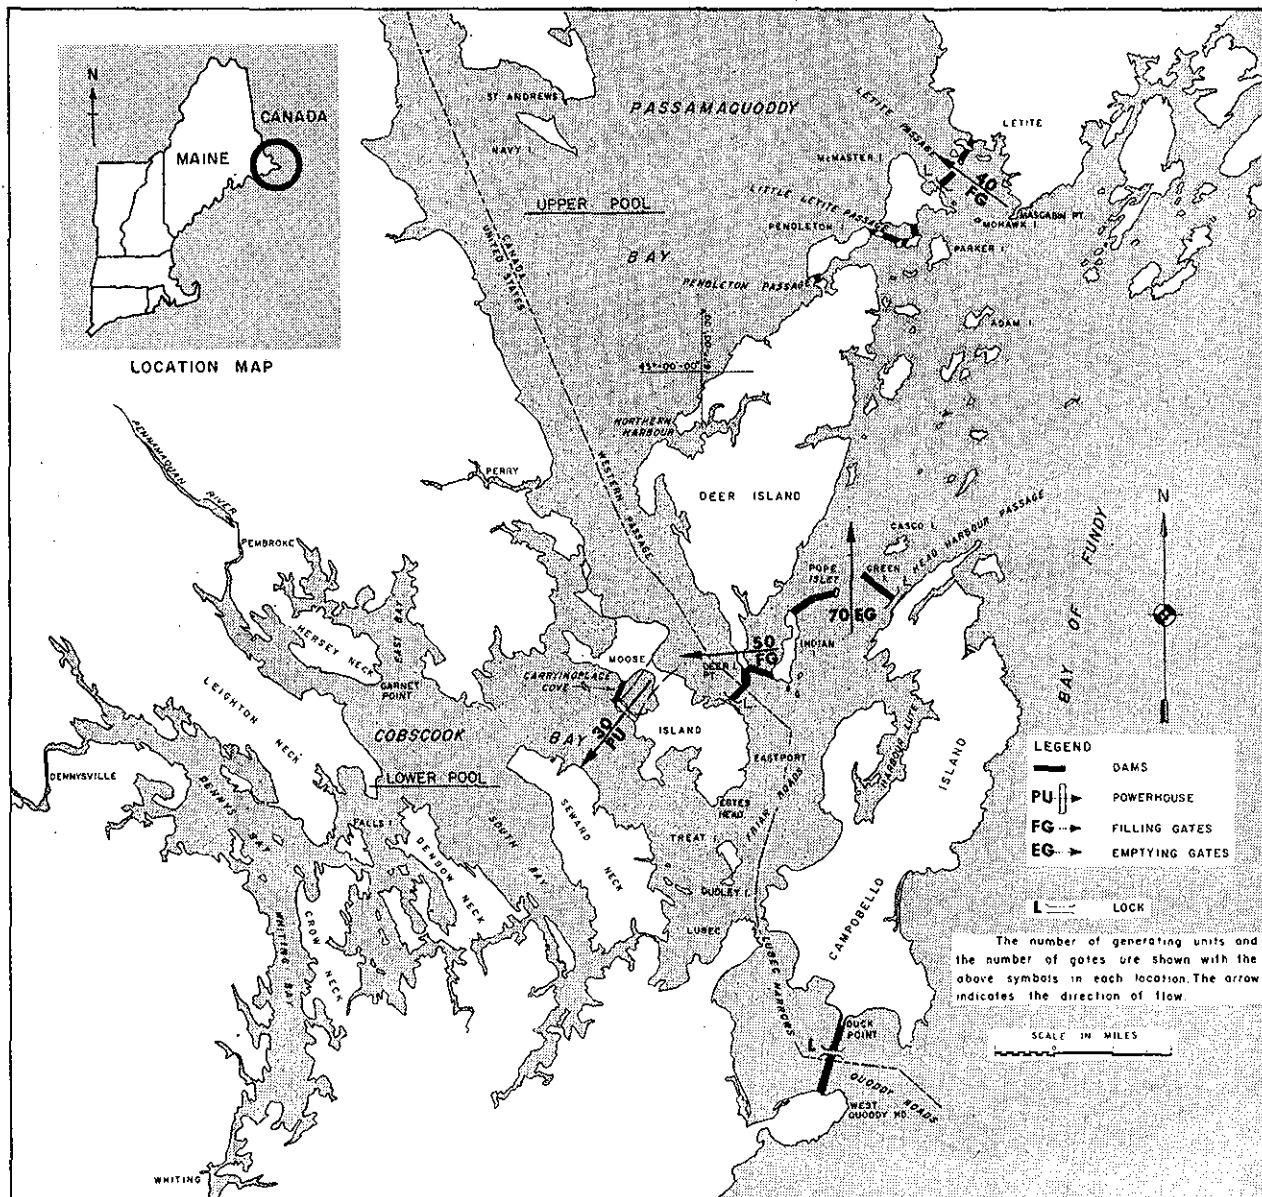 N
CANADA
MAINE
LOCATION MAP
ST ANDREWS
NAVY I.
PASSAMAQUODDY
BAY
UPPER POOL
CANADA
UNITED STATES
LETITE PASSAGE
LETITE
McMASTER I.
L
40
FG
MASCABIN PT.
MOHAWK I.
LITTLE LETITE PASSAGE
PENDLETON I.
PARKER I.
PENDLETON PASSAGE
ADAM I.
45°-00'-00"
NORTHERN
HARBOUR
WESTERN PASSAGE
PERRY
DEER ISLAND
CASCO I.
HEAD HARBOUR PASSAGE
POPE
ISLET
GREEN
I.
70 EG
50
FG
INDIAN
I.
DEER I.
PT.
L
PENNAMAQUAN RIVER
PEMBROKE
HERSEY NECK
EAST BAY
GARNET
POINT
LEIGHTON NECK
MOOSE
ISLAND
CARRYINGPLACE
COVE
30
PU
COBSCOOK
BAY
LOWER POOL
DENNYSVILLE
DENNYS BAY
FALLS I.
DENBOW NECK
SOUTH BAY
SEWARD NECK
EASTPORT
ESTES
HEAD
TREAT I.
FRIAR ROADS
DUDLEY I.
LUBEC
LUBEC NARROWS
WHITING BAY
CROW NECK
WHITING
HARBOUR
CAMPOBELLO
ISLAND
BAY OF FUNDY
N
DUCK
POINT
L
QUODDY ROADS
WEST
QUODDY HD.
LEGEND
DAMS
PU POWERHOUSE
FG FILLING GATES
EG EMPTYING GATES
L LOCK
The number of generating units and
the number of gates are shown with the
above symbols in each location. The arrow
indicates the direction of flow.
SCALE IN MILES